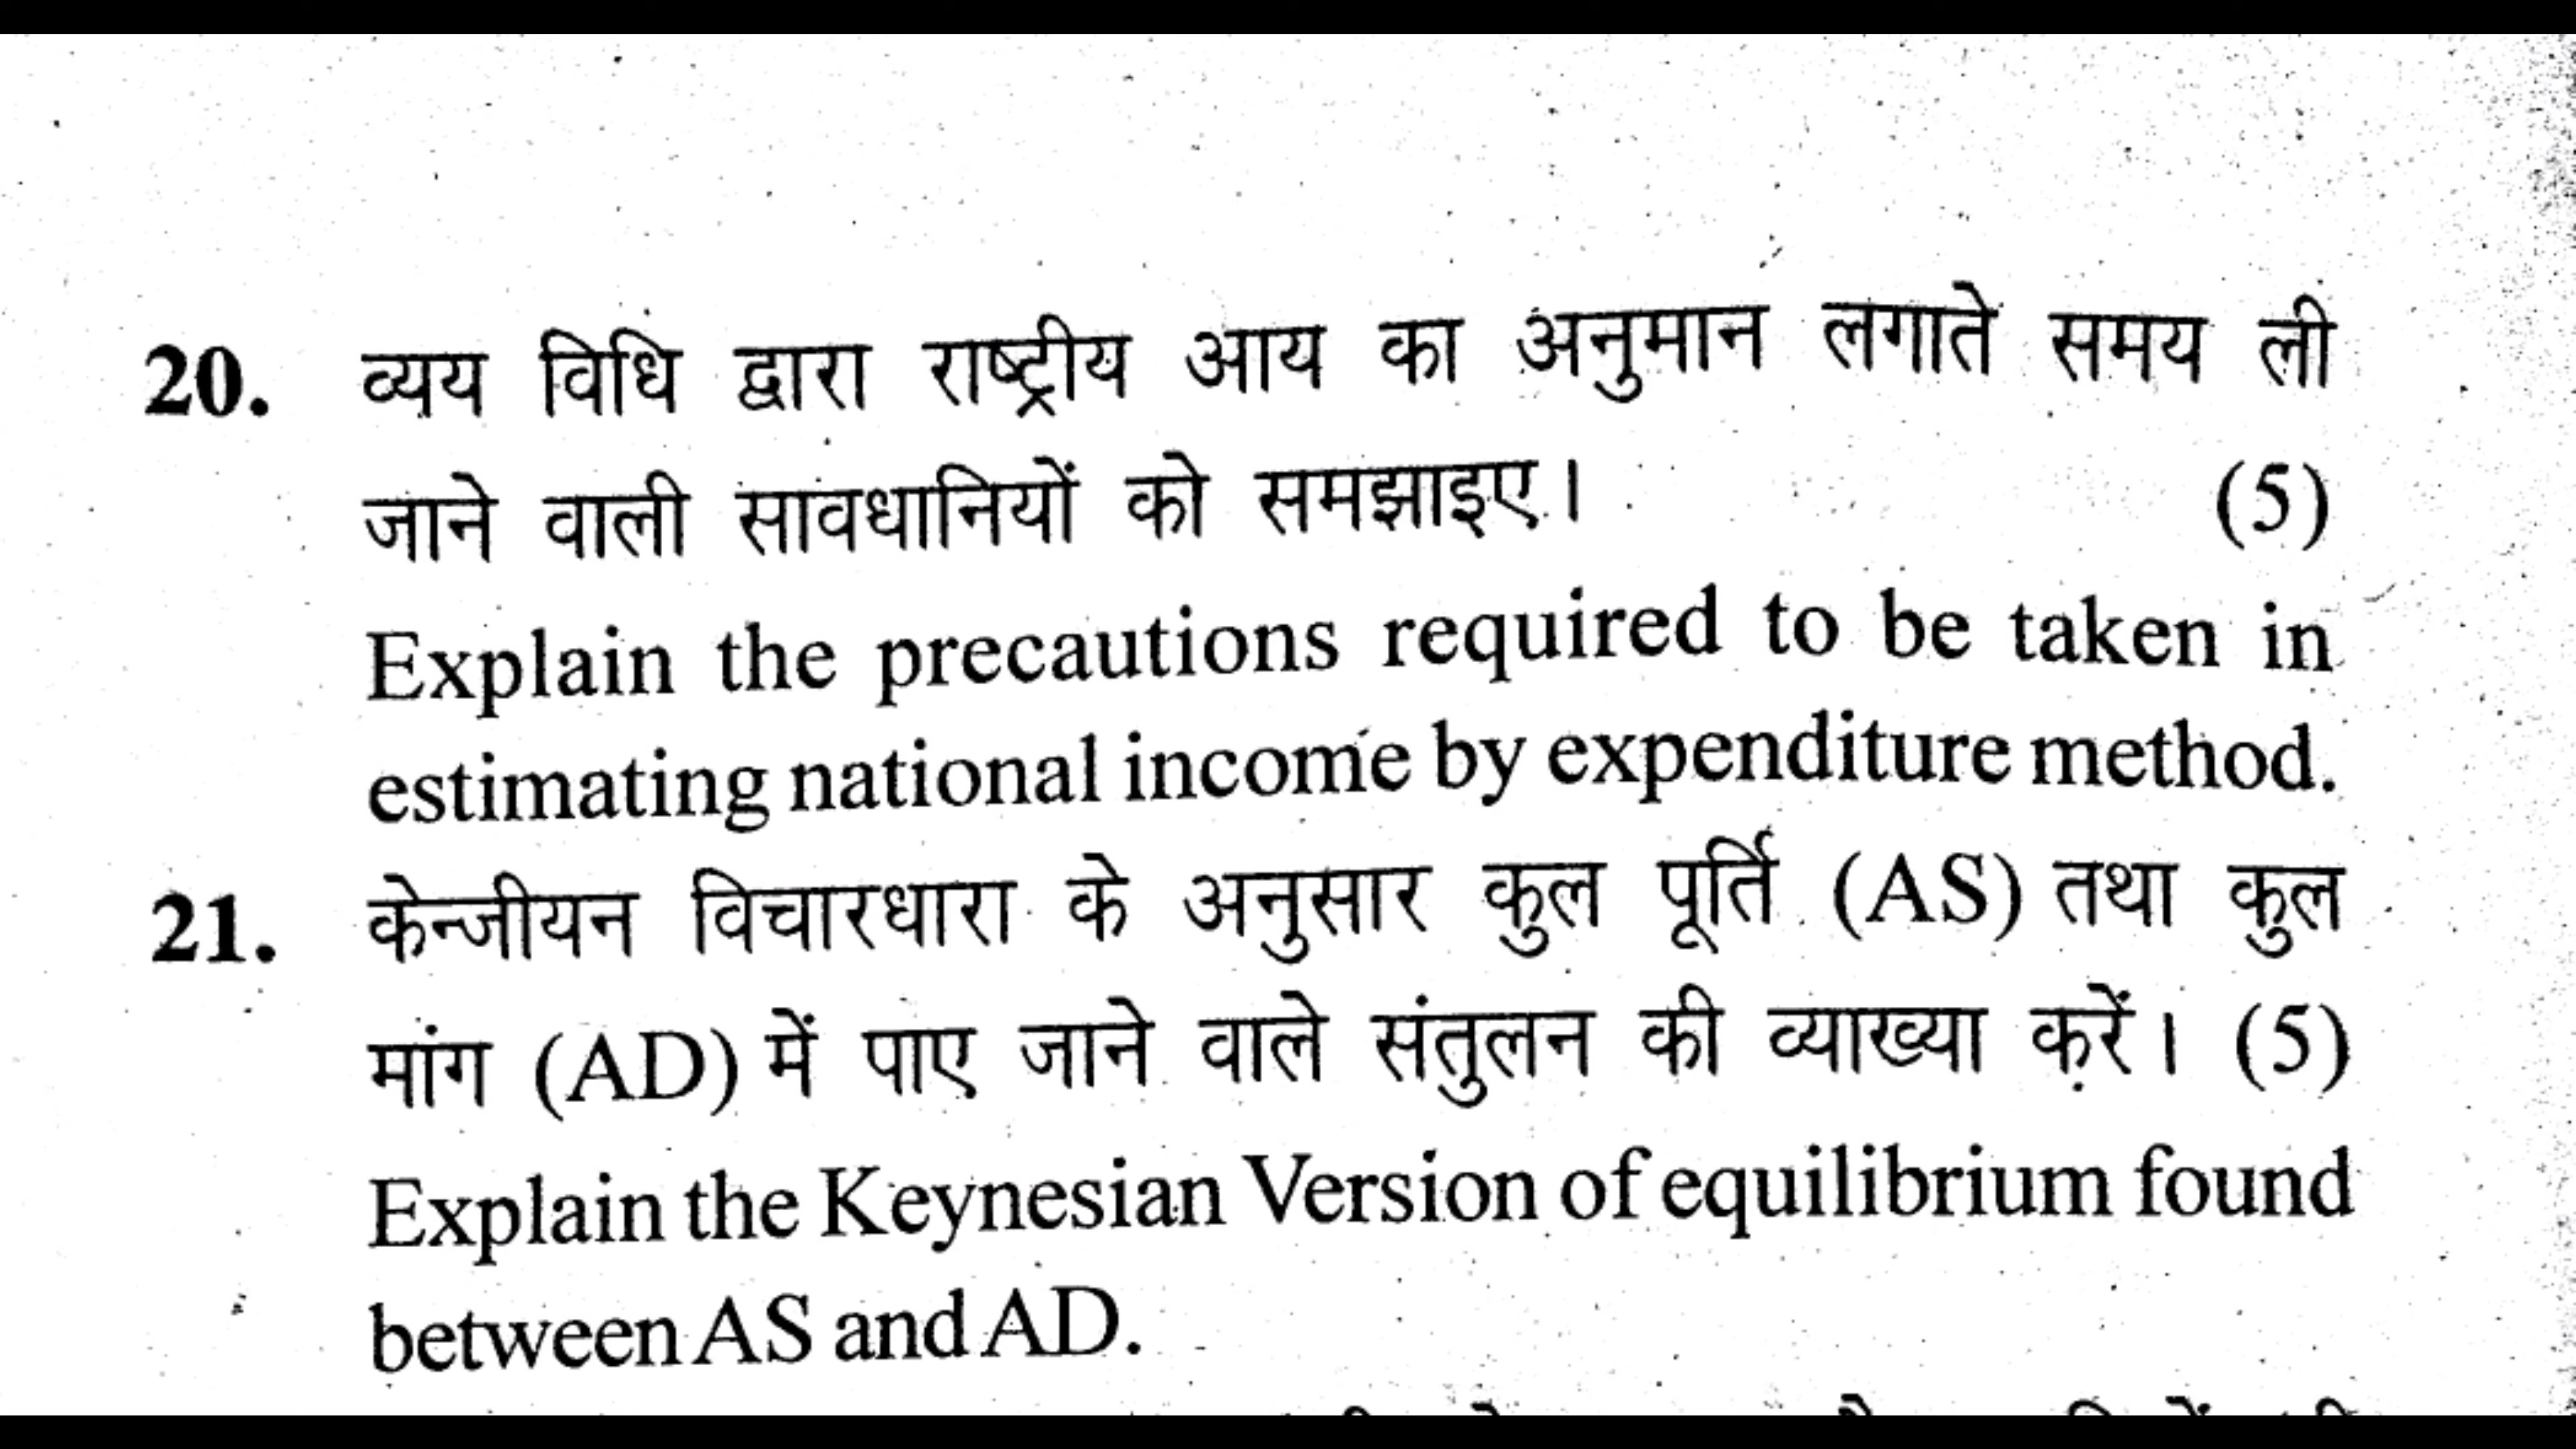 20. व्यय विधि द्वारा राष्ट्रीय आय का अनुमान लगाते समय ली
जाने वाली सावधानियों को समझाइए। (5)
Explain the precautions required to be taken in
estimating national income by expenditure method.
21. केन्जीयन विचारधारा के अनुसार कुल पूर्ति (AS) तथा कुल
मांग (AD) में पाए जाने वाले संतुलन की व्याख्या करें। (5)
Explain the Keynesian Version of equilibrium found
between AS and AD.